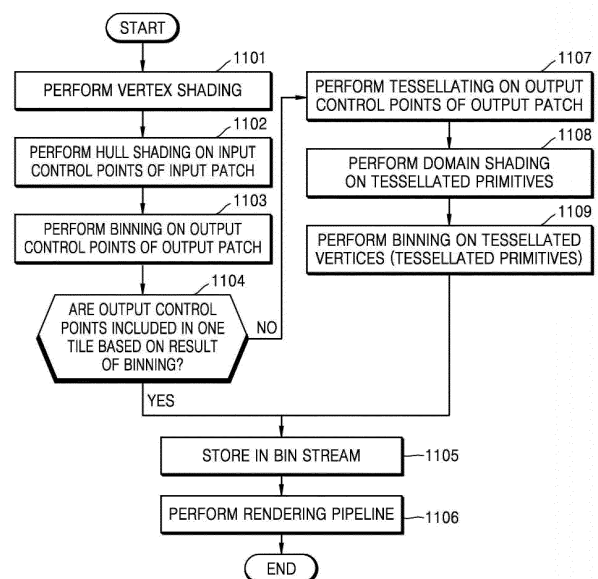 START
1101
PERFORM VERTEX SHADING
1102
PERFORM HULL SHADING ON INPUT
CONTROL POINTS OF INPUT PATCH
1103
PERFORM BINNING ON OUTPUT
CONTROL POINTS OF OUTPUT PATCH
1104
ARE OUTPUT CONTROL
POINTS INCLUDED IN ONE
TILE BASED ON RESULT
OF BINNING?
NO
YES
1107
PERFORM TESSELLATING ON OUTPUT
CONTROL POINTS OF OUTPUT PATCH
1108
PERFORM DOMAIN SHADING
ON TESSELLATED PRIMITIVES
1109
PERFORM BINNING ON TESSELLATED
VERTICES (TESSELLATED PRIMITIVES)
STORE IN BIN STREAM
1105
PERFORM RENDERING PIPELINE
1106
END